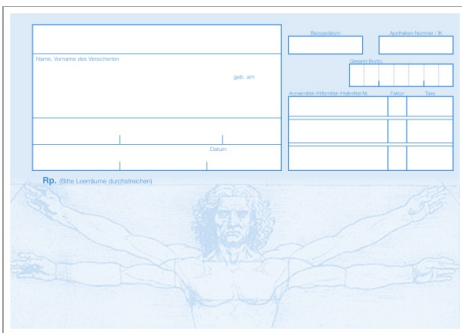 Bezugsdatum
Apotheken-Nummer / IK
Name, Vorname des Versicherten
geb. am
Gesamt-Brutto
Arzneimittel-/Hilfsmittel-/Heilmittel-Nr.
Faktor
Taxe
Datum
Rp. (Bitte Leerräume durchstreichen)